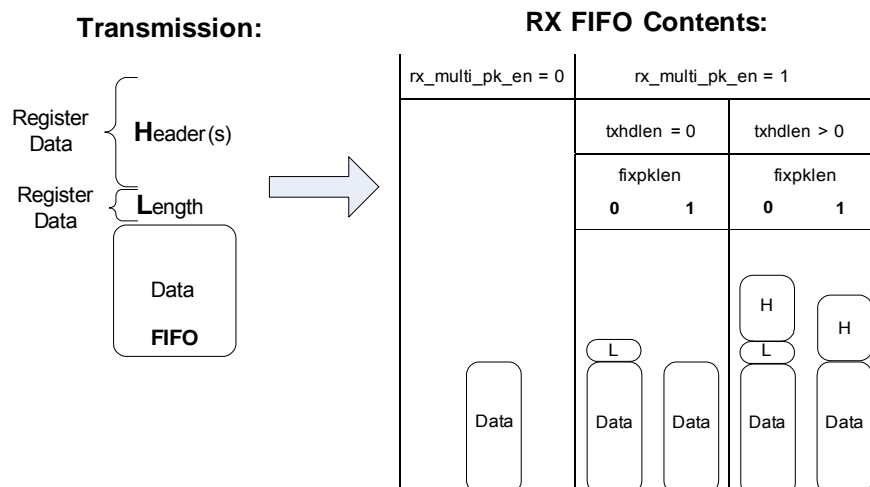 Transmission:
RX FIFO Contents:
rx_multi_pk_en = 0
rx_multi_pk_en = 1
Register
Data
Header(s)
txhdlen = 0
txhdlen > 0
Register
Data
Length
fixpklen
fixpklen
0 1
0 1
Data
FIFO
H
H
L
L
Data
Data
Data
Data
Data